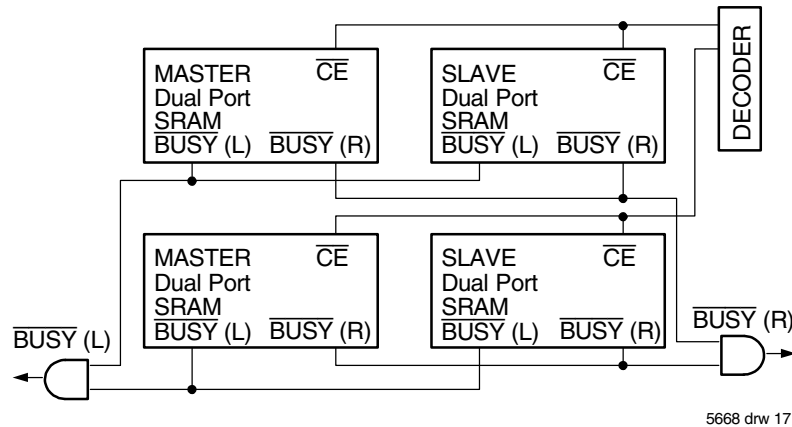 MASTER
Dual Port
SRAM
CE
BUSY (L) BUSY (R)
SLAVE
Dual Port
SRAM
CE
BUSY (L) BUSY (R)
DECODER
MASTER
Dual Port
SRAM
CE
BUSY (L) BUSY (R)
SLAVE
Dual Port
SRAM
CE
BUSY (L) BUSY (R)
BUSY (L)
BUSY (R)
5668 drw 17